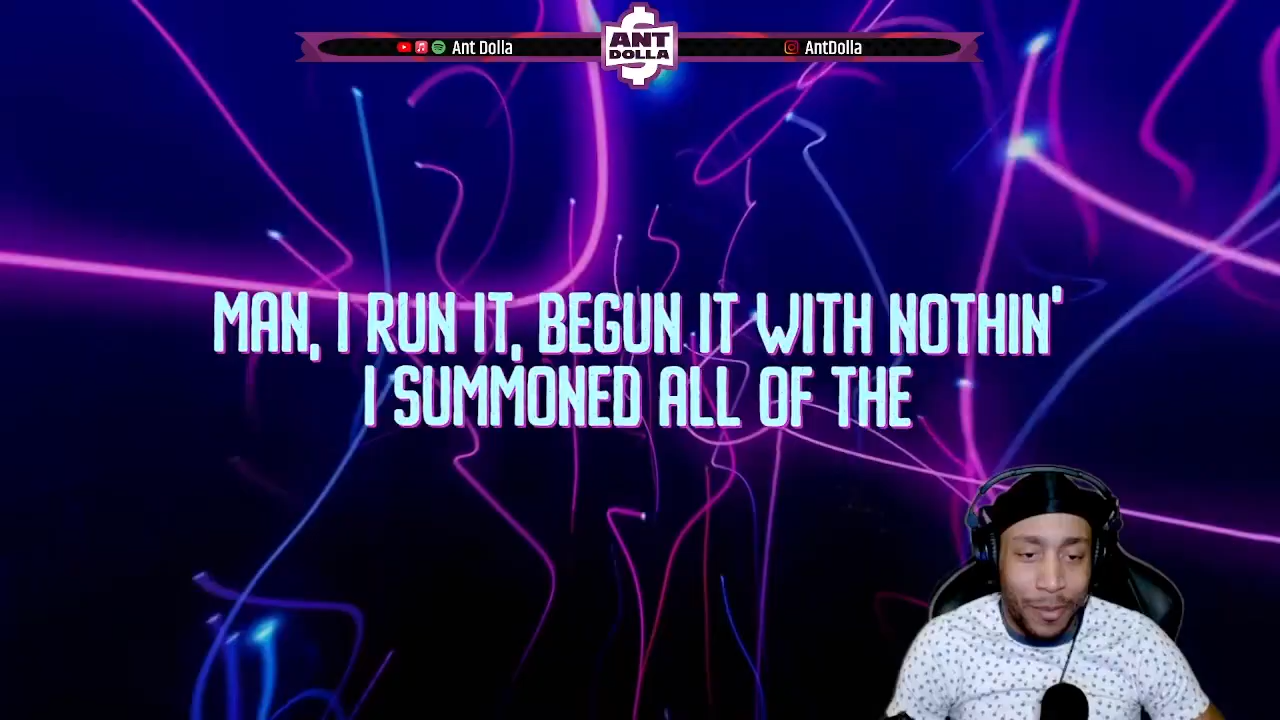 Ant Dolla
ANT
DOLLA
AntDolla
MAN, I RUN IT, BEGUN IT WITH NOTHIN'
I SUMMONED ALL OF THE